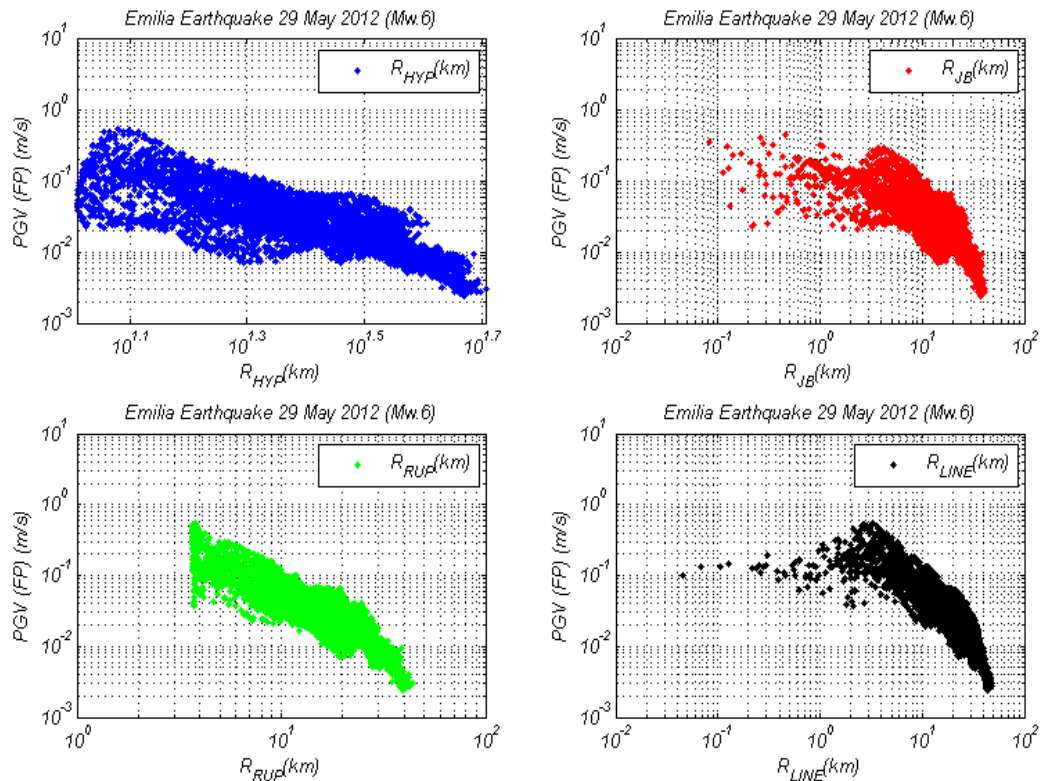 Emilia Earthquake 29 May 2012 (Mw.6)
10^1
10^0
10^-1
10^-2
10^-3
PGV (FP) (m/s)
R_HYP(km)
10^1.1
10^1.3
10^1.5
10^1.7
R_HYP(km)
Emilia Earthquake 29 May 2012 (Mw.6)
10^1
10^0
10^-1
10^-2
10^-3
PGV (FP) (m/s)
R_JB(km)
10^-2
10^-1
10^0
10^1
10^2
R_JB(km)
Emilia Earthquake 29 May 2012 (Mw.6)
10^1
10^0
10^-1
10^-2
10^-3
PGV (FP) (m/s)
R_RUP(km)
10^0
10^1
10^2
R_RUP(km)
Emilia Earthquake 29 May 2012 (Mw.6)
10^1
10^0
10^-1
10^-2
10^-3
PGV (FP) (m/s)
R_LINE(km)
10^-2
10^-1
10^0
10^1
10^2
R_LINE(km)